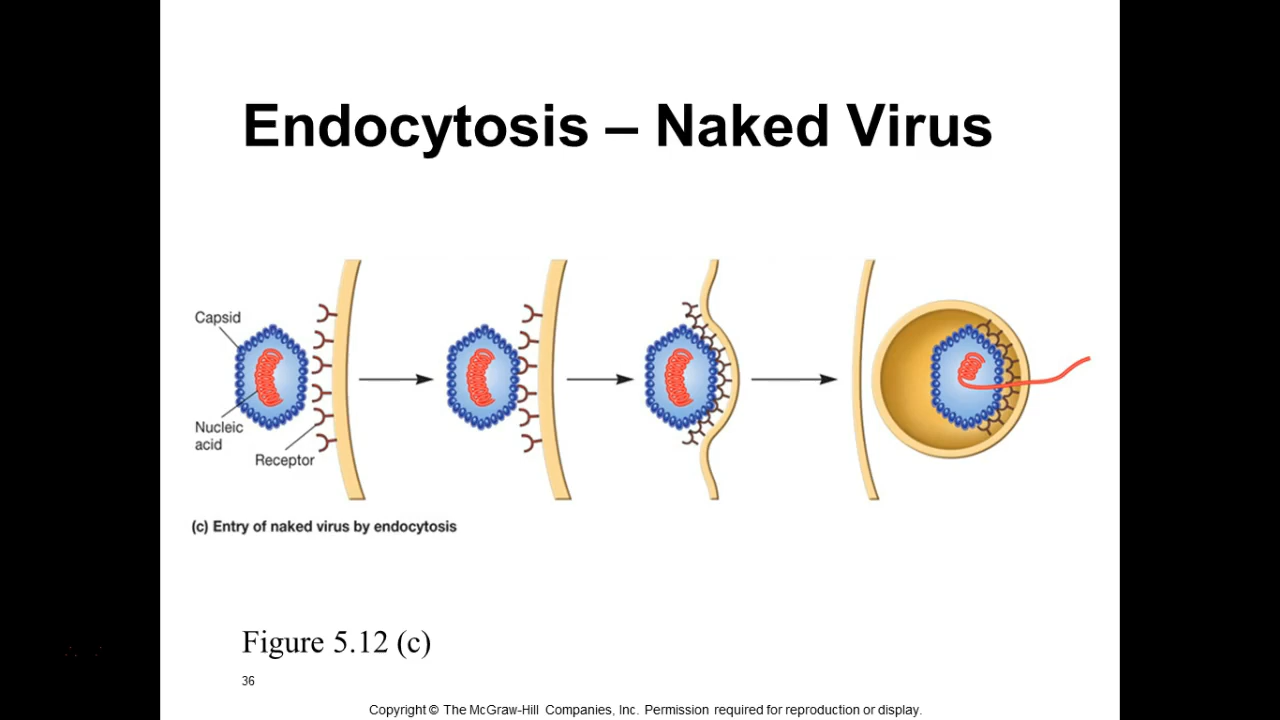 Endocytosis – Naked Virus
Capsid
Nucleic
acid
Receptor
(c) Entry of naked virus by endocytosis
Figure 5.12 (c)
36
Copyright © The McGraw-Hill Companies, Inc. Permission required for reproduction or display.